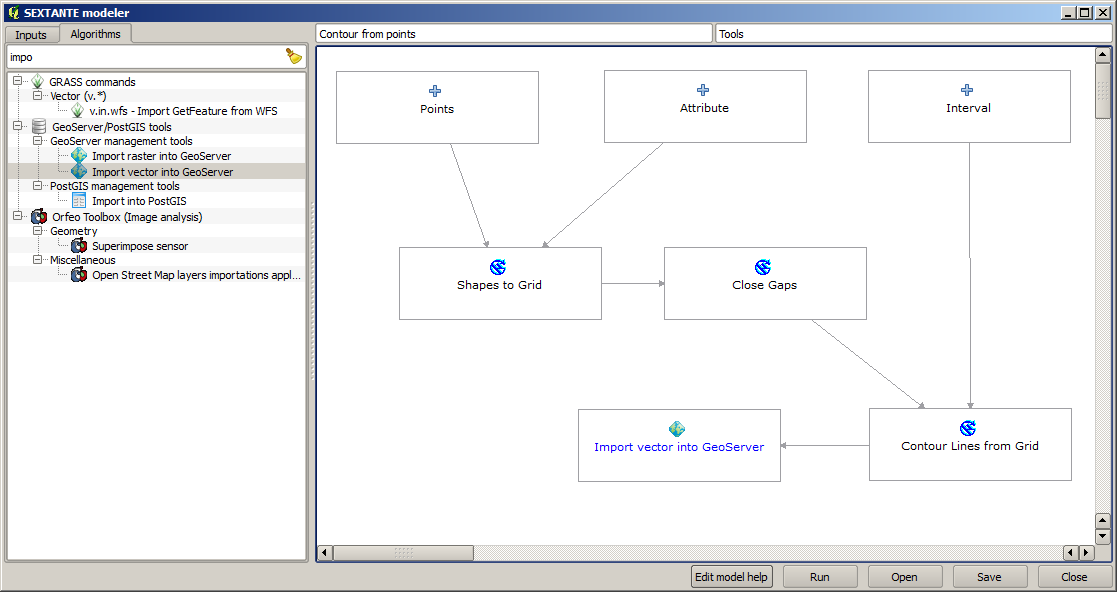 SEXTANTE modeler
Inputs
Algorithms
impo
GRASS commands
Vector (v.*)
v.in.wfs - Import GetFeature from WFS
GeoServer/PostGIS tools
GeoServer management tools
Import raster into GeoServer
Import vector into GeoServer
PostGIS management tools
Import into PostGIS
Orfeo Toolbox (Image analysis)
Geometry
Superimpose sensor
Miscellaneous
Open Street Map layers importations appl...
Contour from points
Tools
Points
Attribute
Interval
Shapes to Grid
Close Gaps
Import vector into GeoServer
Contour Lines from Grid
Edit model help
Run
Open
Save
Close